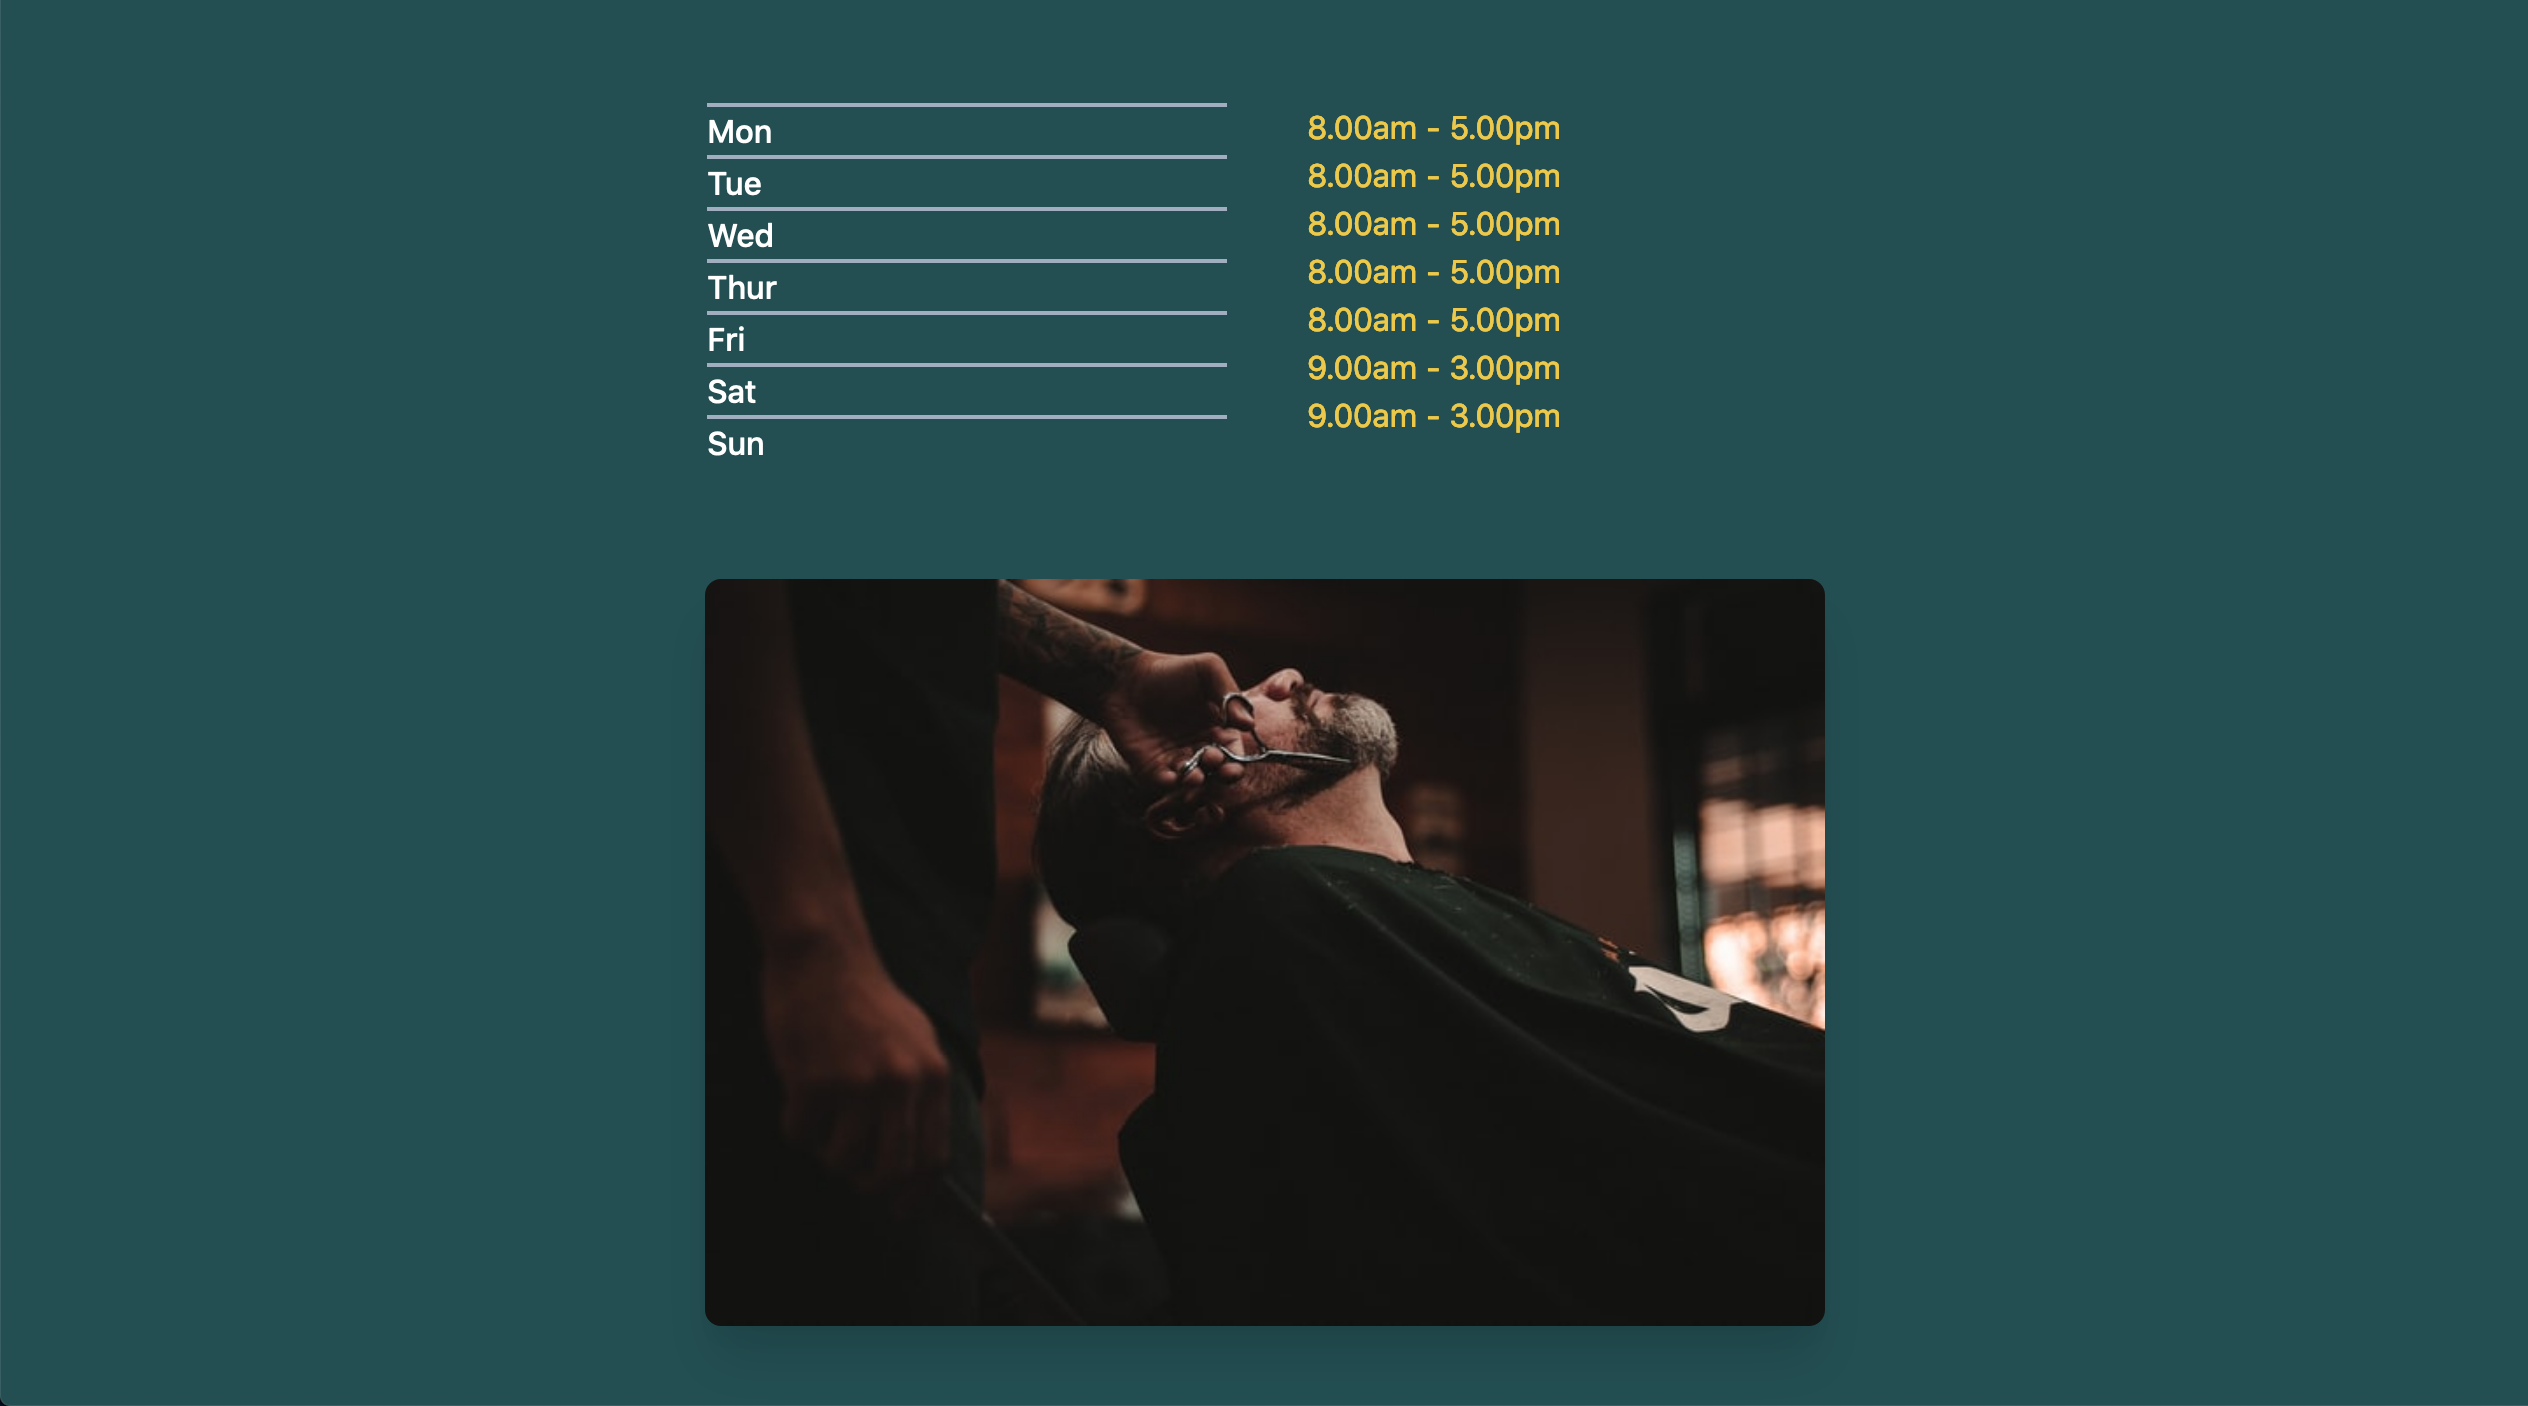 Mon 8.00am - 5.00pm
Tue 8.00am - 5.00pm
Wed 8.00am - 5.00pm
Thur 8.00am - 5.00pm
Fri 8.00am - 5.00pm
Sat 9.00am - 3.00pm
Sun 9.00am - 3.00pm